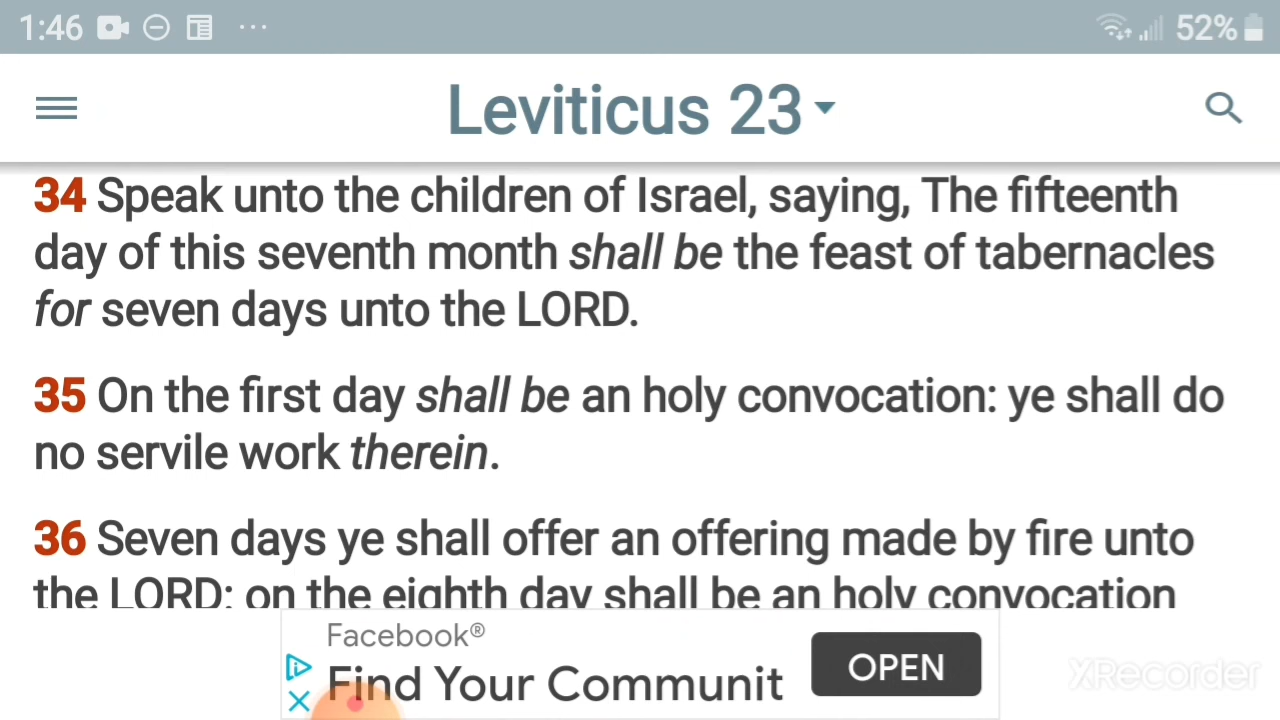 1:46 ... 52%
Leviticus 23
34 Speak unto the children of Israel, saying, The fifteenth
day of this seventh month shall be the feast of tabernacles
for seven days unto the LORD.
35 On the first day shall be an holy convocation: ye shall do
no servile work therein.
36 Seven days ye shall offer an offering made by fire unto
the LORD: on the eighth day shall be an holy convocation
Facebook®
Find Your Communit
OPEN
XRecorder